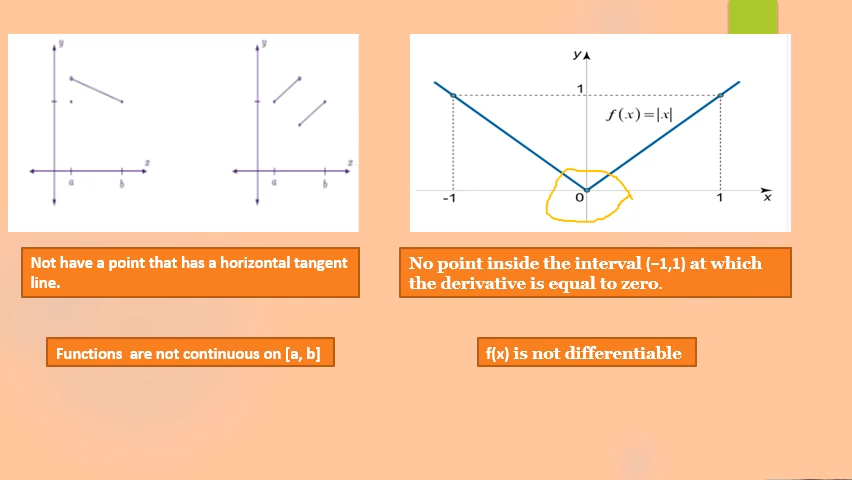 y
z
a
b
y
z
a
b
y
1
f(x)=|x|
-1
0
1
x
Not have a point that has a horizontal tangent
line.
No point inside the interval (−1,1) at which
the derivative is equal to zero.
Functions are not continuous on [a, b]
f(x) is not differentiable